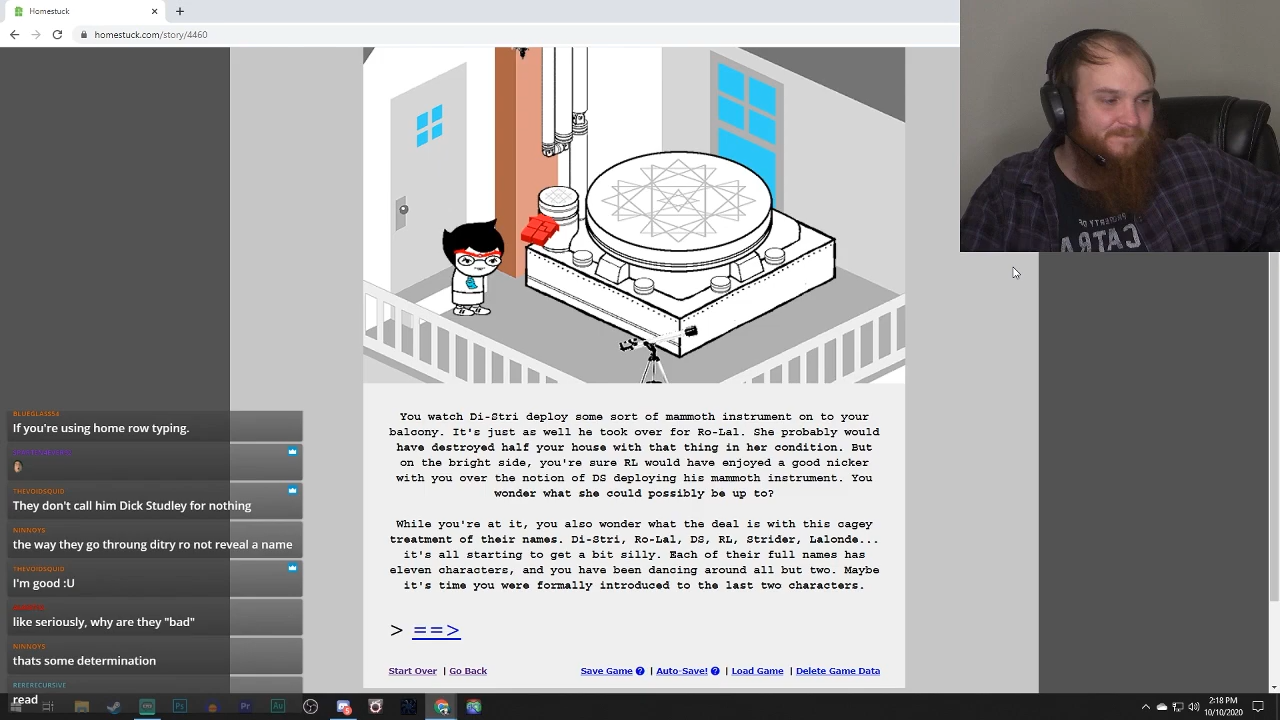 Homestuck
homestuck.com/story/4460
PROPERTY OF
CATRA
You watch Di-Stri deploy some sort of mammoth instrument on to your
balcony. It's just as well he took over for Ro-Lal. She probably would
have destroyed half your house with that thing in her condition. But
on the bright side, you're sure RL would have enjoyed a good nicker
with you over the notion of DS deploying his mammoth instrument. You
wonder what she could possibly be up to?
While you're at it, you also wonder what the deal is with this cagey
treatment of their names. Di-Stri, Ro-Lal, DS, RL, Strider, Lalonde...
it's all starting to get a bit silly. Each of their full names has
eleven characters, and you have been dancing around all but two. Maybe
it's time you were formally introduced to the last two characters.
> ==>
Start Over | Go Back
Save Game ? | Auto-Save! ? | Load Game | Delete Game Data
BLUEGLASS56
If you're using home row typing.
THEVOIDSQUID
They don't call him Dick Studley for nothing
NINNOYS
the way they go throung ditry ro not reveal a name
THEVOIDSQUID
I'm good :U
like seriously, why are they "bad"
NINNOYS
thats some determination
RERERECURSIVE
read
2:18 PM
10/10/2020